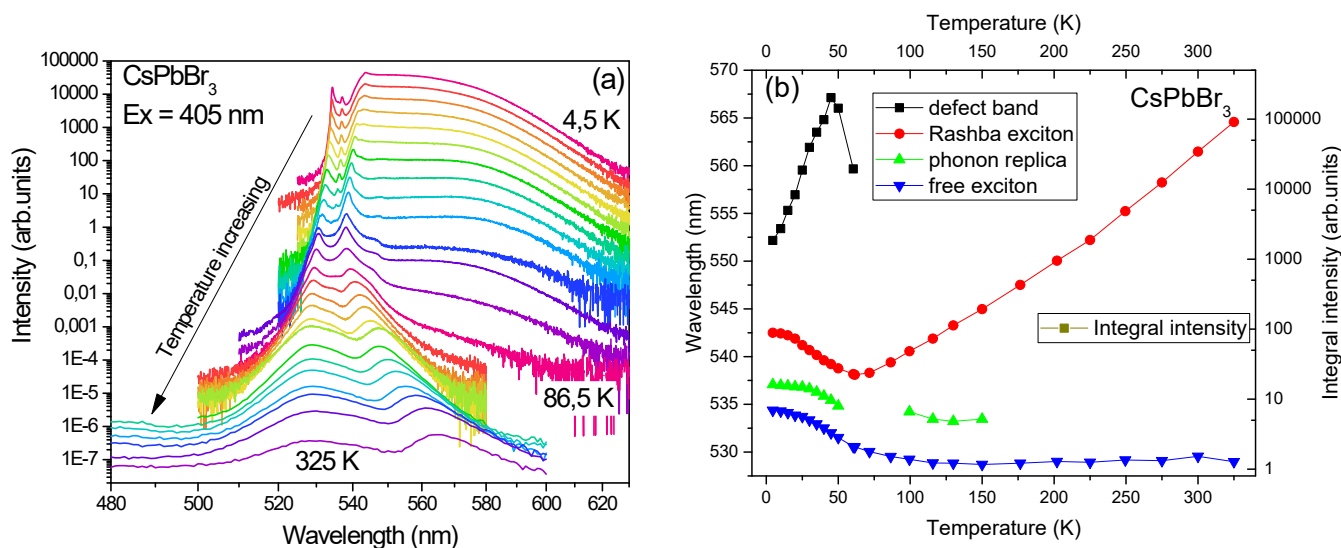 CsPbBr3
Ex = 405 nm
(a)
4,5 K
Temperature increasing
86,5 K
325 K
Intensity (arb.units)
100000
10000
1000
100
10
1
0,1
0,01
0,001
1E-4
1E-5
1E-6
1E-7
480 500 520 540 560 580 600 620
Wavelength (nm)
Temperature (K)
0 50 100 150 200 250 300
(b)
CsPbBr3
defect band
Rashba exciton
phonon replica
free exciton
Integral intensity
Wavelength (nm)
570
565
560
555
550
545
540
535
530
Integral intensity (arb.units)
100000
10000
1000
100
10
1
0 50 100 150 200 250 300
Temperature (K)